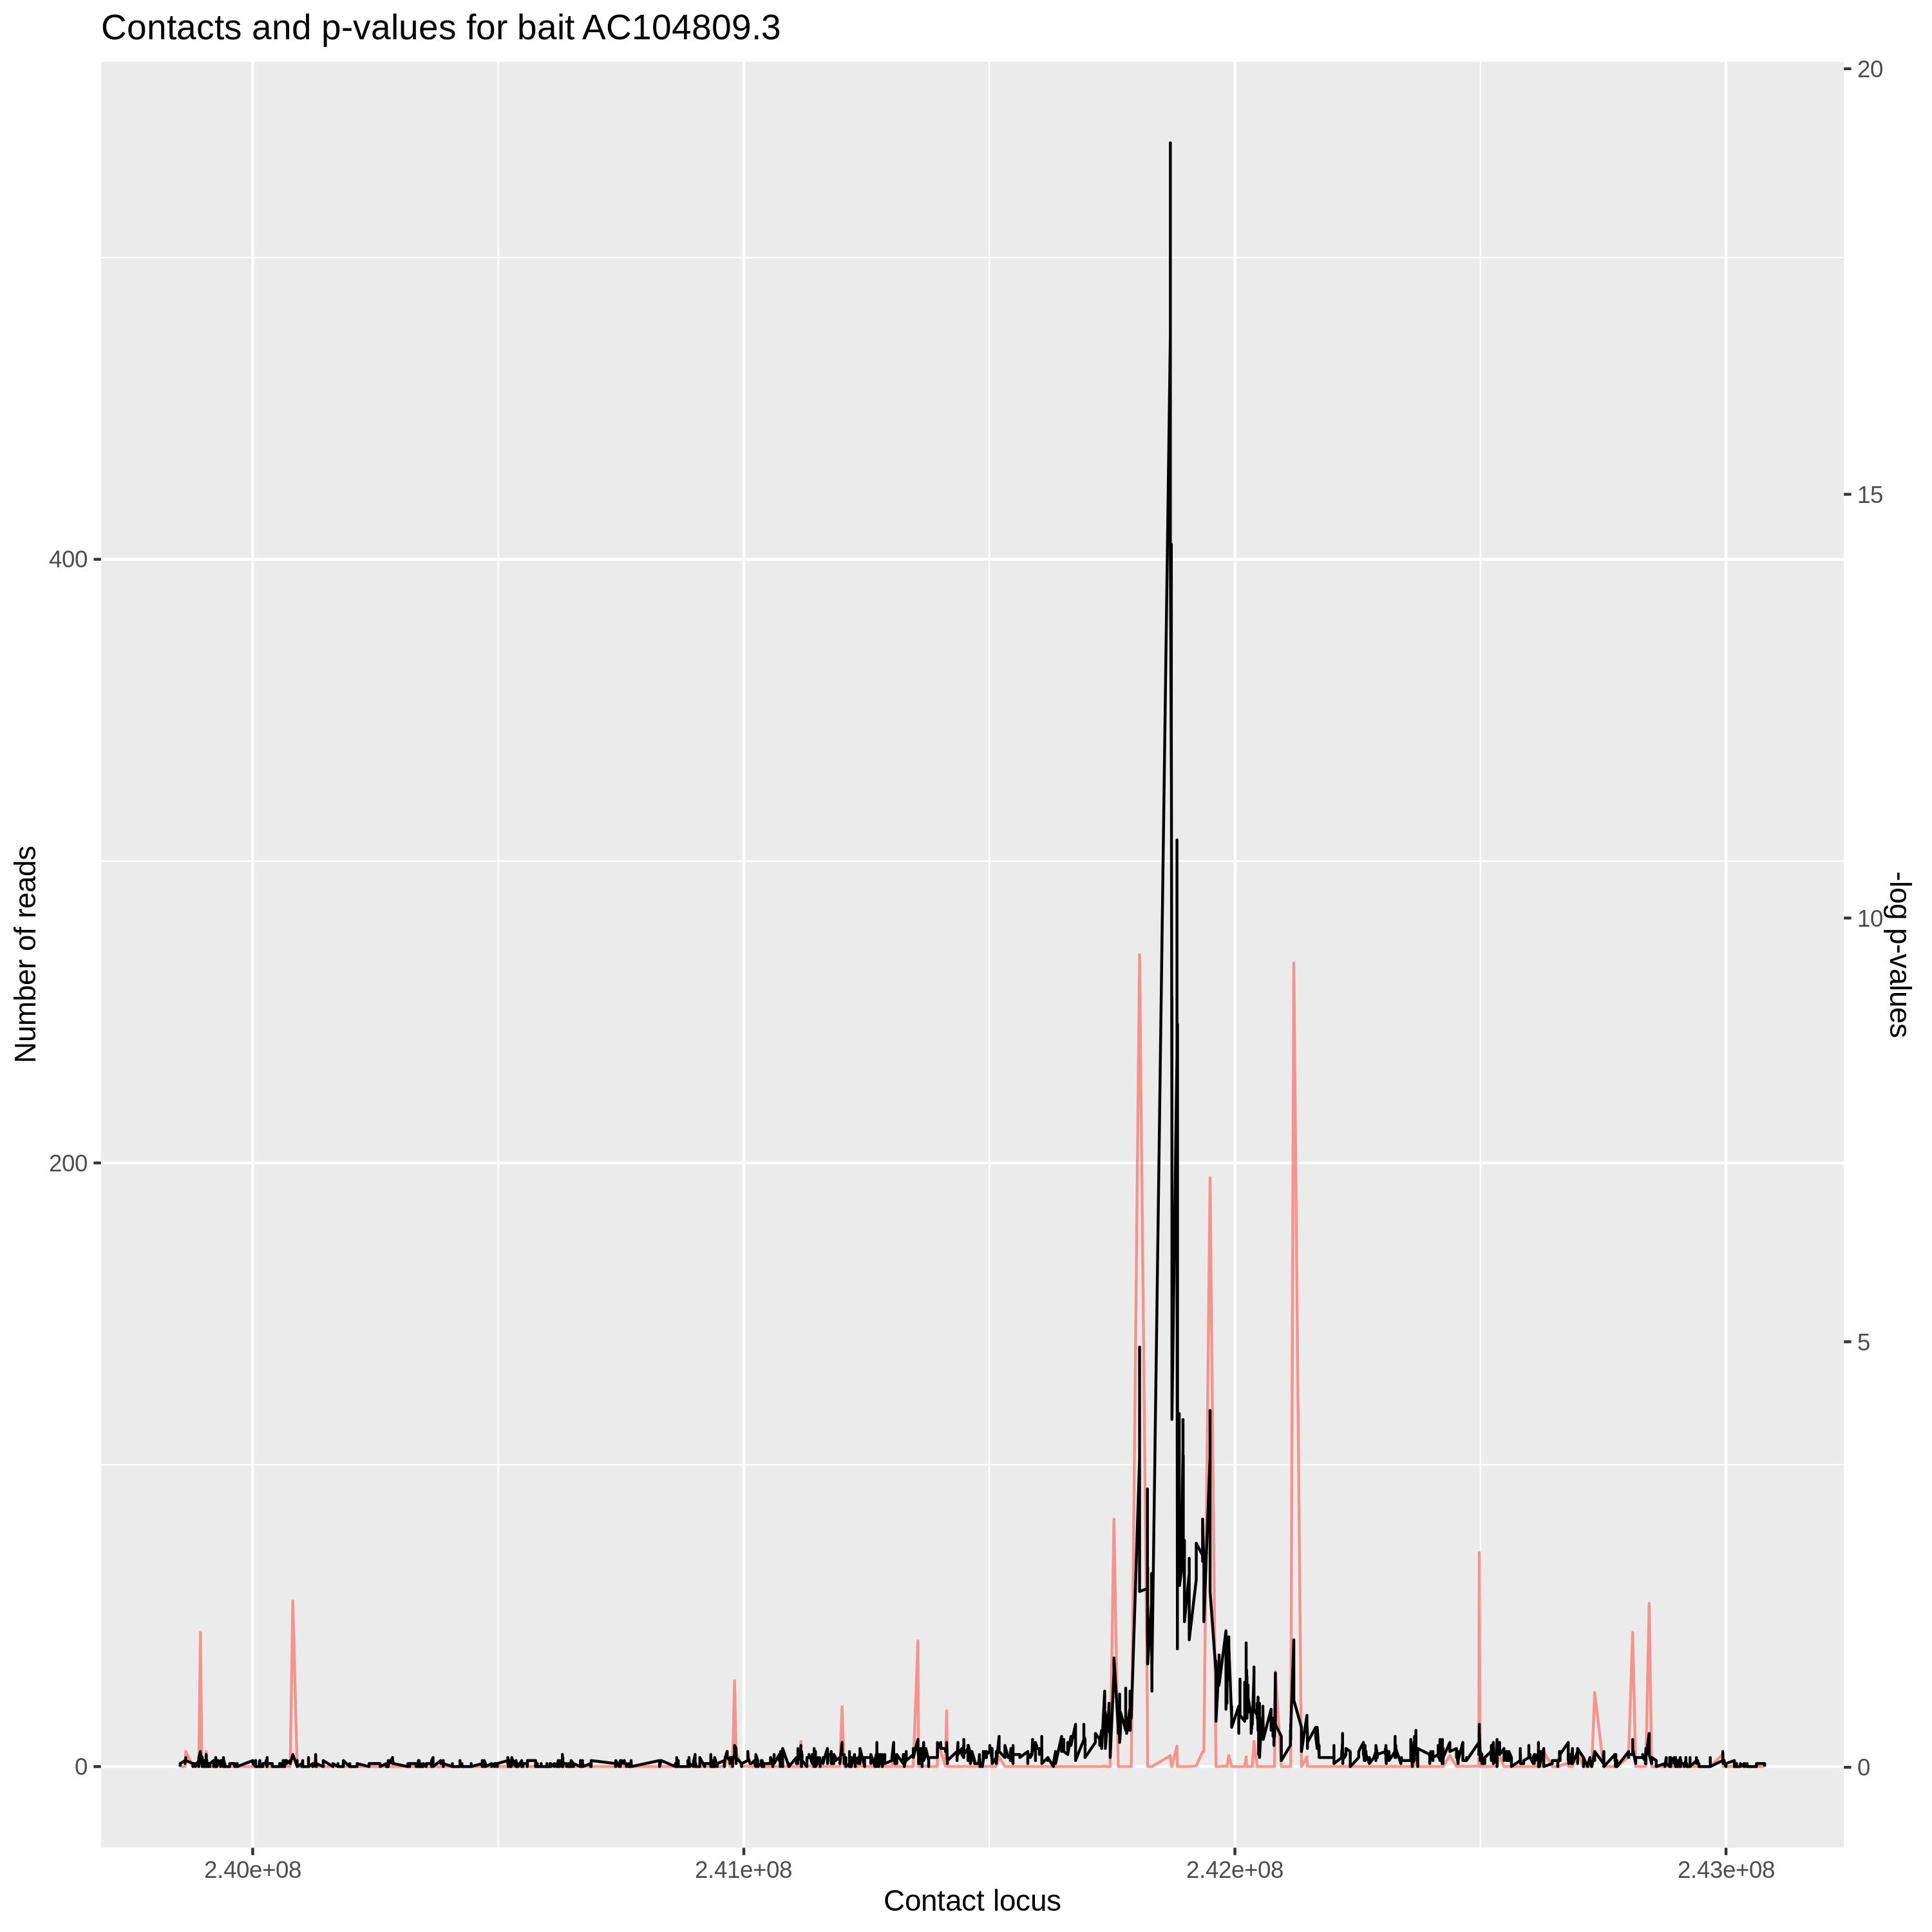 Contacts and p-values for bait AC104809.3
20
15
10
5
0
400
200
0
Number of reads
-log p-values
2.40e+08
2.41e+08
2.42e+08
2.43e+08
Contact locus